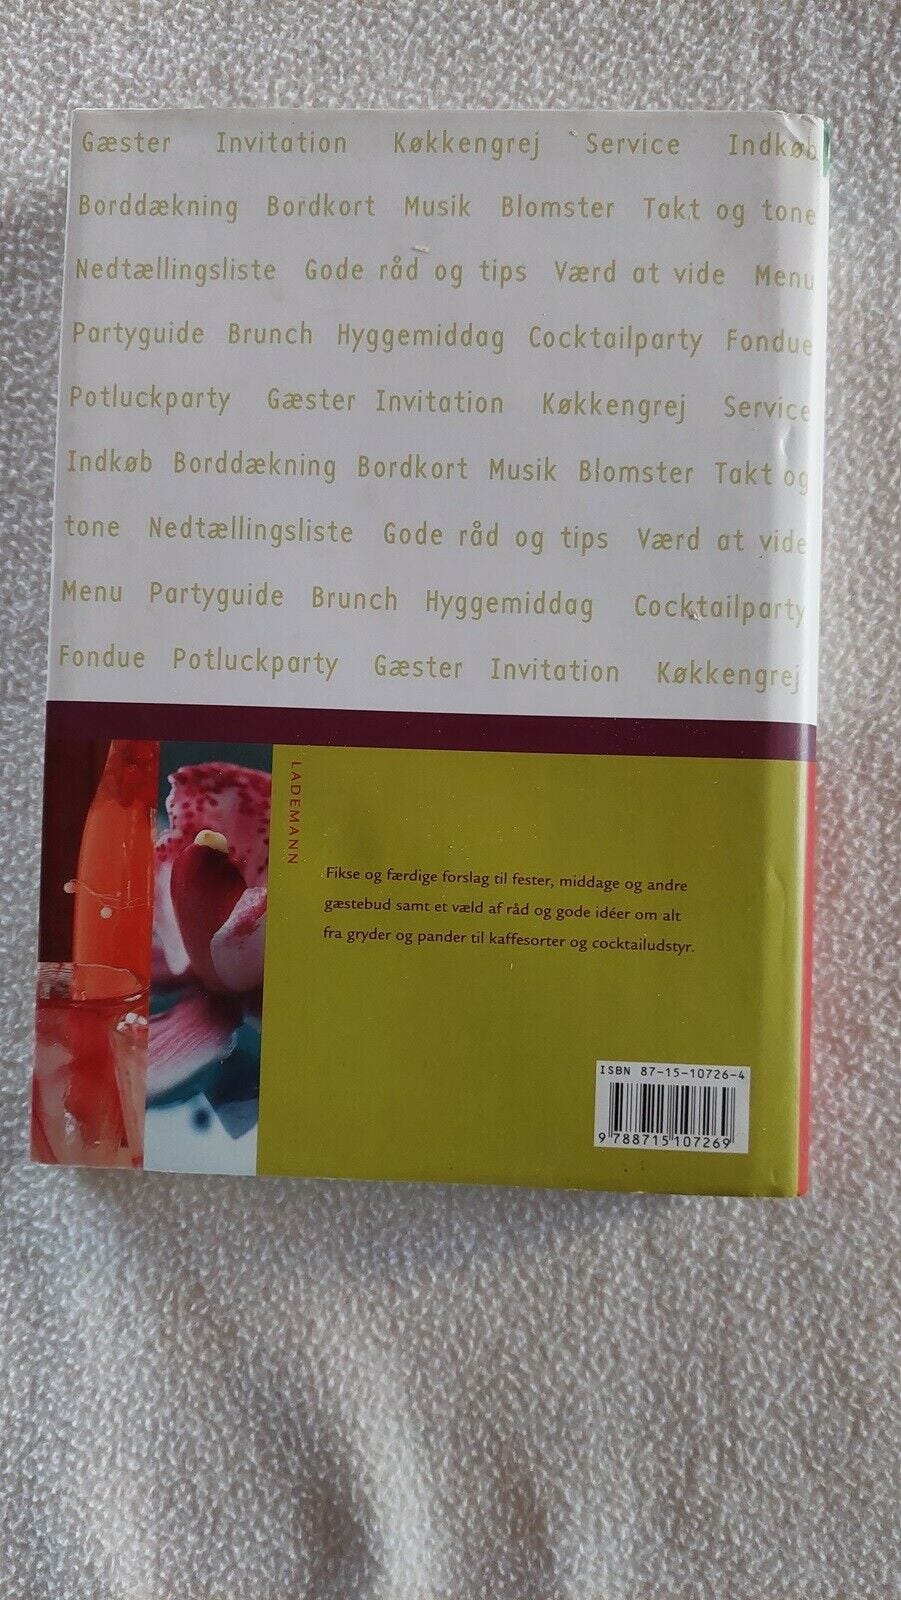 Gæster Invitation Køkkengrej Service Indkøb
Borddækning Bordkort Musik Blomster Takt og tone
Nedtællingsliste Gode råd og tips Værd at vide Menu
Partyguide Brunch Hyggemiddag Cocktailparty Fondue
Potluckparty Gæster Invitation Køkkengrej Service
Indkøb Borddækning Bordkort Musik Blomster Takt og
tone Nedtællingsliste Gode råd og tips Værd at vide
Menu Partyguide Brunch Hyggemiddag Cocktailparty
Fondue Potluckparty Gæster Invitation Køkkengrej
LADEMANN
Fikse og færdige forslag til fester, middage og andre
gæstebud samt et væld af råd og gode idéer om alt
fra gryder og pander til kaffesorter og cocktailudstyr.
ISBN 87-15-10726-4
9 788715 107269